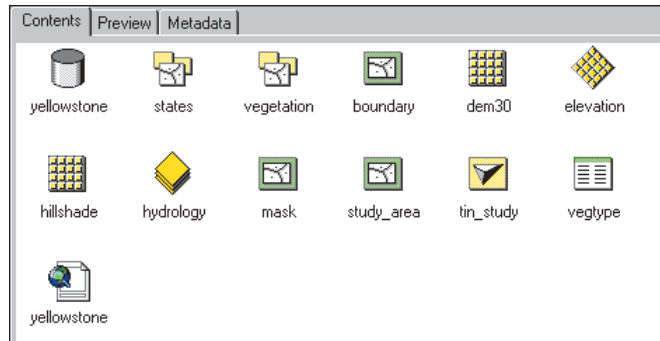 Contents Preview Metadata
yellowstone states vegetation boundary dem30 elevation
hillshade hydrology mask study_area tin_study vegtype
yellowstone